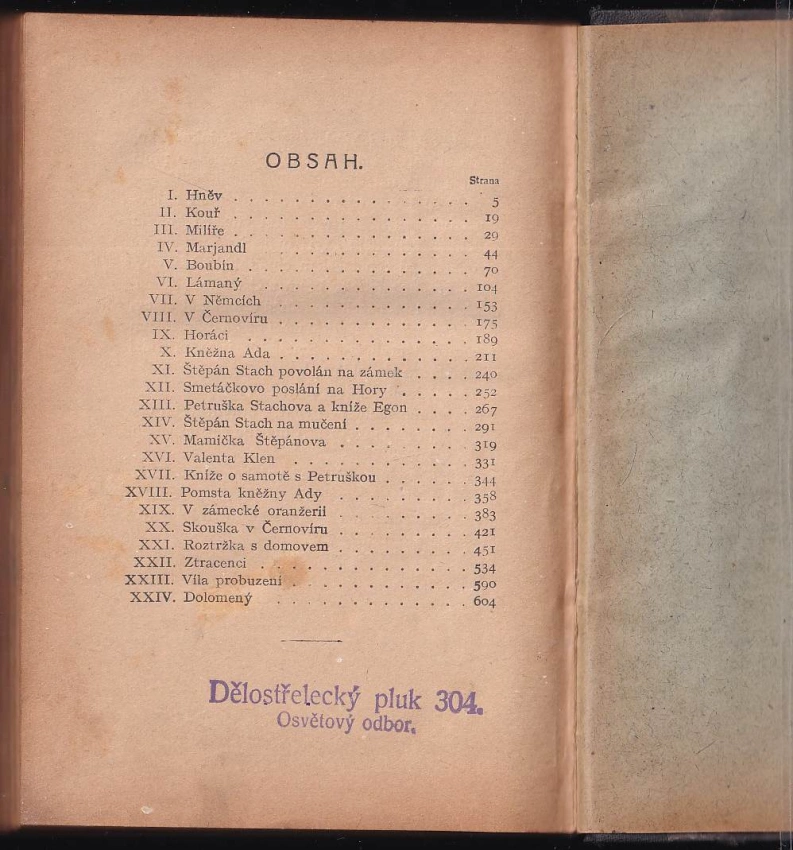 OBSAH.
Strana
I. Hněv . . . . . . . . . . . . . . . . 5
II. Kouř . . . . . . . . . . . . . . . . 19
III. Milíře . . . . . . . . . . . . . . . . 29
IV. Marjandl . . . . . . . . . . . . . . 44
V. Boubín . . . . . . . . . . . . . . . 70
VI. Lámaný . . . . . . . . . . . . . . 104
VII. V Němcích . . . . . . . . . . . . . 153
VIII. V Černovíru . . . . . . . . . . . . . 175
IX. Horáci . . . . . . . . . . . . . . . 189
X. Kněžna Ada . . . . . . . . . . . . . 211
XI. Štěpán Stach povolán na zámek . . . . 240
XII. Smetáčkovo poslání na Hory . . . . . 252
XIII. Petruška Stachova a kníže Egon . . . . 267
XIV. Štěpán Stach na mučení . . . . . . . . 291
XV. Mamička Štěpánova . . . . . . . . . 319
XVI. Valenta Klen . . . . . . . . . . . . 331
XVII. Kníže o samotě s Petruškou . . . . . . 344
XVIII. Pomsta kněžny Ady . . . . . . . . . 358
XIX. V zámecké oranžerii . . . . . . . . . 383
XX. Skouška v Černovíru . . . . . . . . . 421
XXI. Roztržka s domovem . . . . . . . . . 451
XXII. Ztracenci . . . . . . . . . . . . . . 534
XXIII. Víla probuzení . . . . . . . . . . . . 590
XXIV. Dolomený . . . . . . . . . . . . . 604
Dělostřelecký pluk 304.
Osvětový odbor.